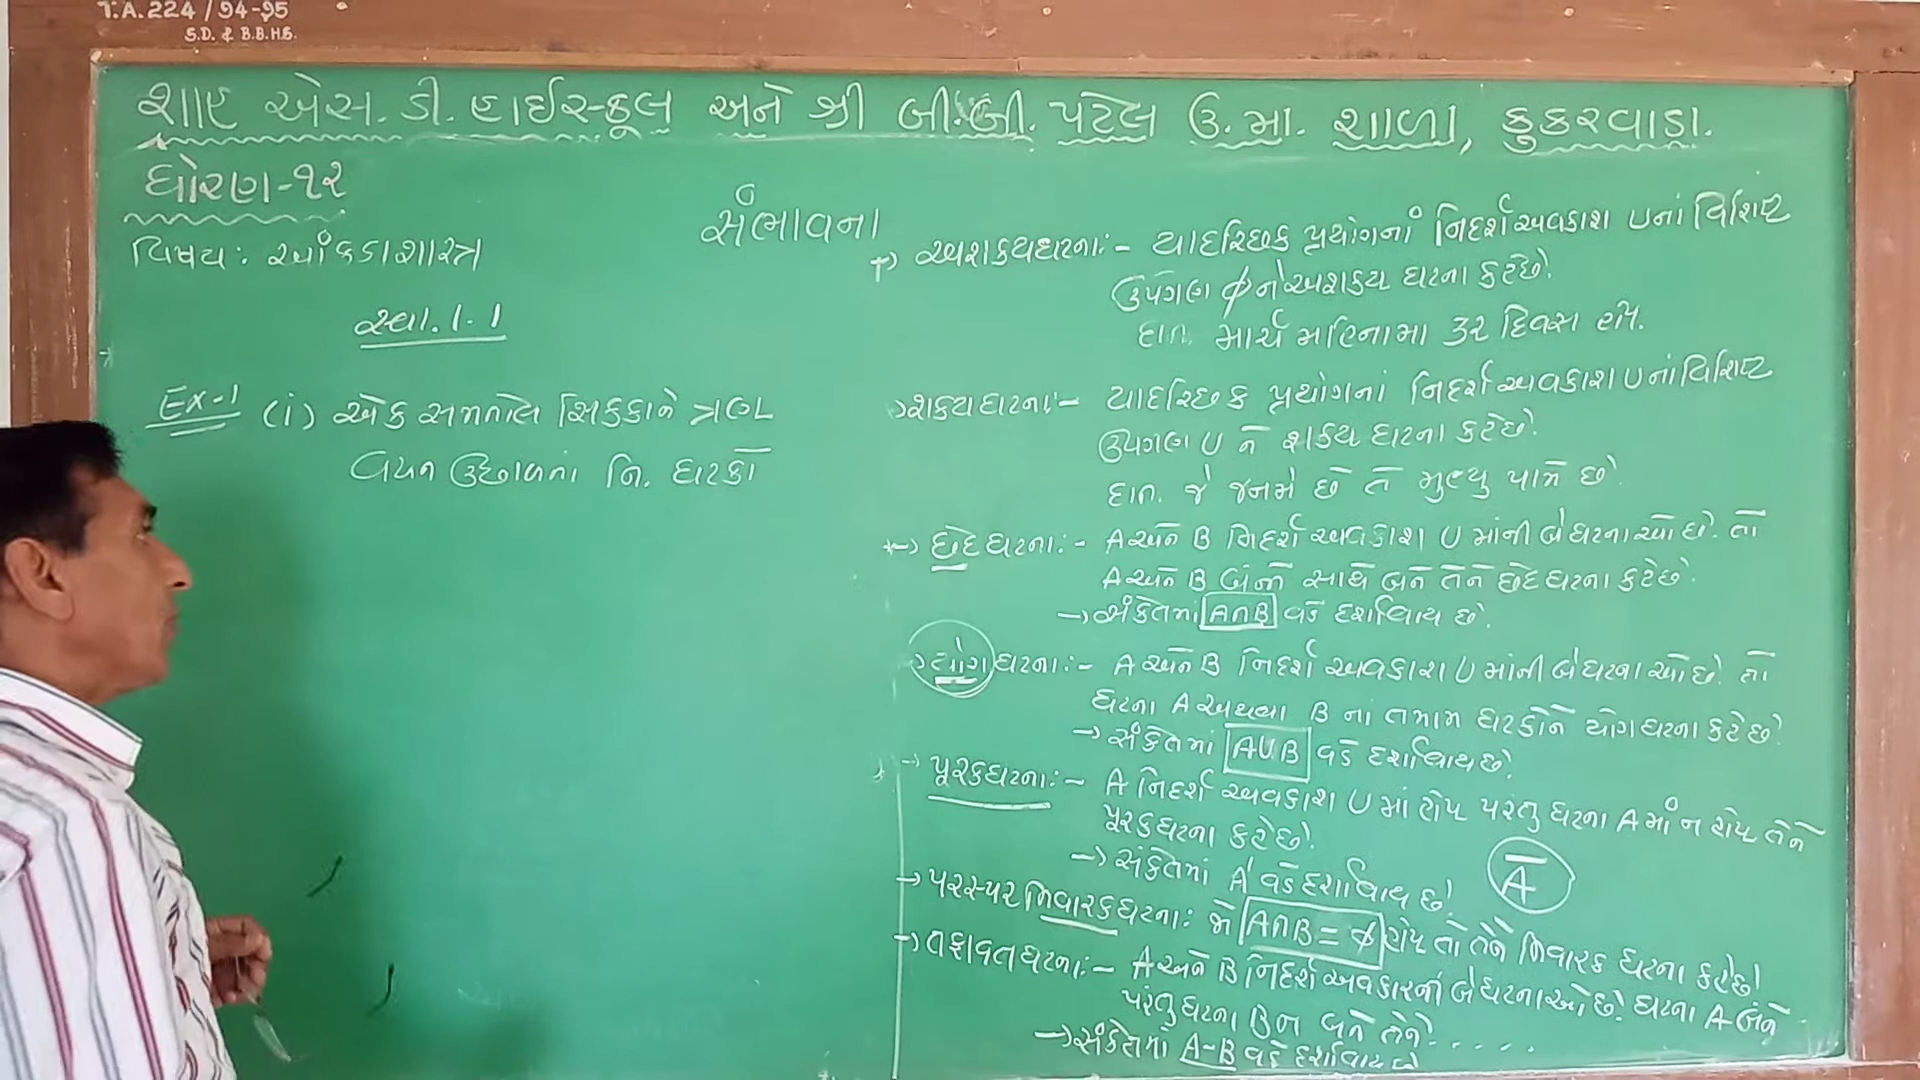 T.A. 224 / 94-95
S.D. & B.B.H.S.
શાહ એસ. ડી. હાઈસ્કૂલ અને શ્રી બી.બી. પટેલ ઉ. મા. શાળા, કુકરવાડા.
ધોરણ-૧૨
વિષય: આંકડાશાસ્ત્ર
સંભાવના
સ્વા. 1.1
Ex-1 (i) એક સમતોલ સિક્કાને ત્રણ
વખત ઉછાળતાં નિ. ઘટકો
→ અશક્ય ઘટના:- યાદચ્છિક પ્રયોગનાં નિદર્શ અવકાશ U નાં વિશિષ્ટ
ઉપગણ ϕ ને અશક્ય ઘટના કહેછે.
દા.ત. માર્ચ મહિનામાં 32 દિવસ હોય.
→ શક્ય ઘટના:- યાદચ્છિક પ્રયોગનાં નિદર્શ અવકાશ U નાં વિશિષ્ટ
ઉપગણ U ને શક્ય ઘટના કહેછે.
દા.ત. જે જનમે છે તે મૃત્યુ પામે છે.
→ છેદ ઘટના:- A અને B નિદર્શ અવકાશ U માંની બે ઘટનાઓ છે. તો
A અને B બંને સાથે બને તેને છેદ ઘટના કહેછે.
→ સંકેતમાં A∩B વડે દર્શાવાય છે.
→ યોગ ઘટના:- A અને B નિદર્શ અવકાશ U માંની બે ઘટનાઓ છે. તો
ઘટના A અથવા B નાં તમામ ઘટકોને યોગ ઘટના કહેછે.
→ સંકેતમાં A∪B વડે દર્શાવાય છે.
→ પૂરક ઘટના:- A નિદર્શ અવકાશ U માં હોય પરંતુ ઘટના A માં ન હોય તેને
પૂરક ઘટના કહેછે.
→ સંકેતમાં A' વડે દર્શાવાય છે. Ā
→ પરસ્પર નિવારક ઘટના: જો A∩B = ϕ હોય તો તેને નિવારક ઘટના કહેછે.
→ તફાવત ઘટના:- A અને B નિદર્શ અવકાશનાં બે ઘટનાઓ છે. ઘટના A બને
પરંતુ ઘટના B ન બને તેને.....
→ સંકેતમાં A-B વડે દર્શાવાય છે